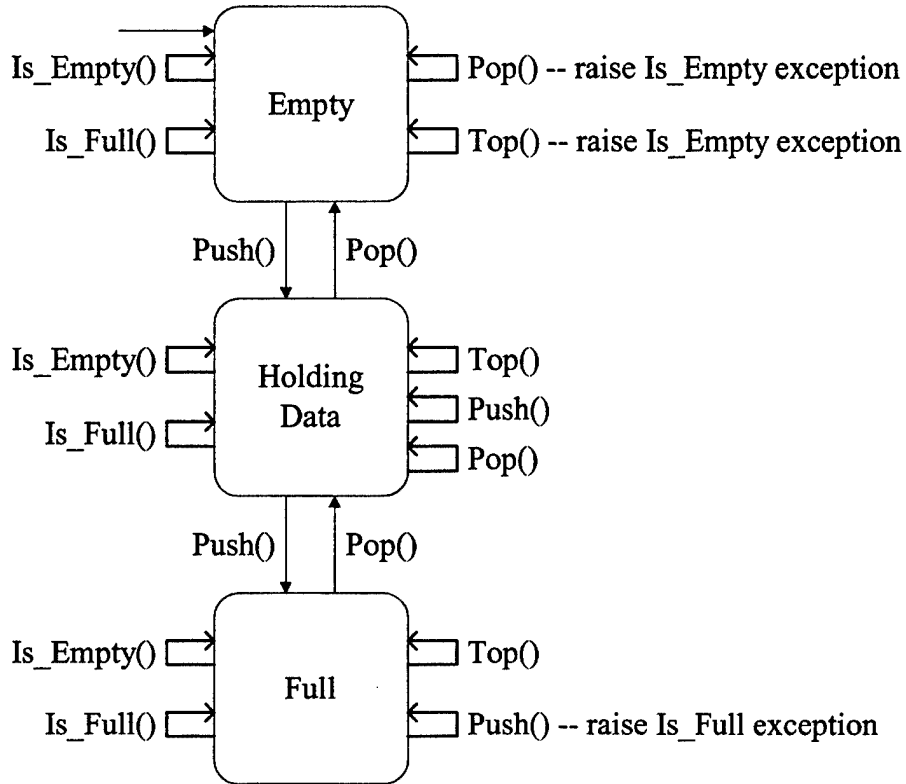 Is_Empty()
Pop() -- raise Is_Empty exception
Empty
Is_Full()
Top() -- raise Is_Empty exception
Push()
Pop()
Is_Empty()
Top()
Holding
Data
Push()
Is_Full()
Pop()
Push()
Pop()
Is_Empty()
Top()
Full
Is_Full()
Push() -- raise Is_Full exception